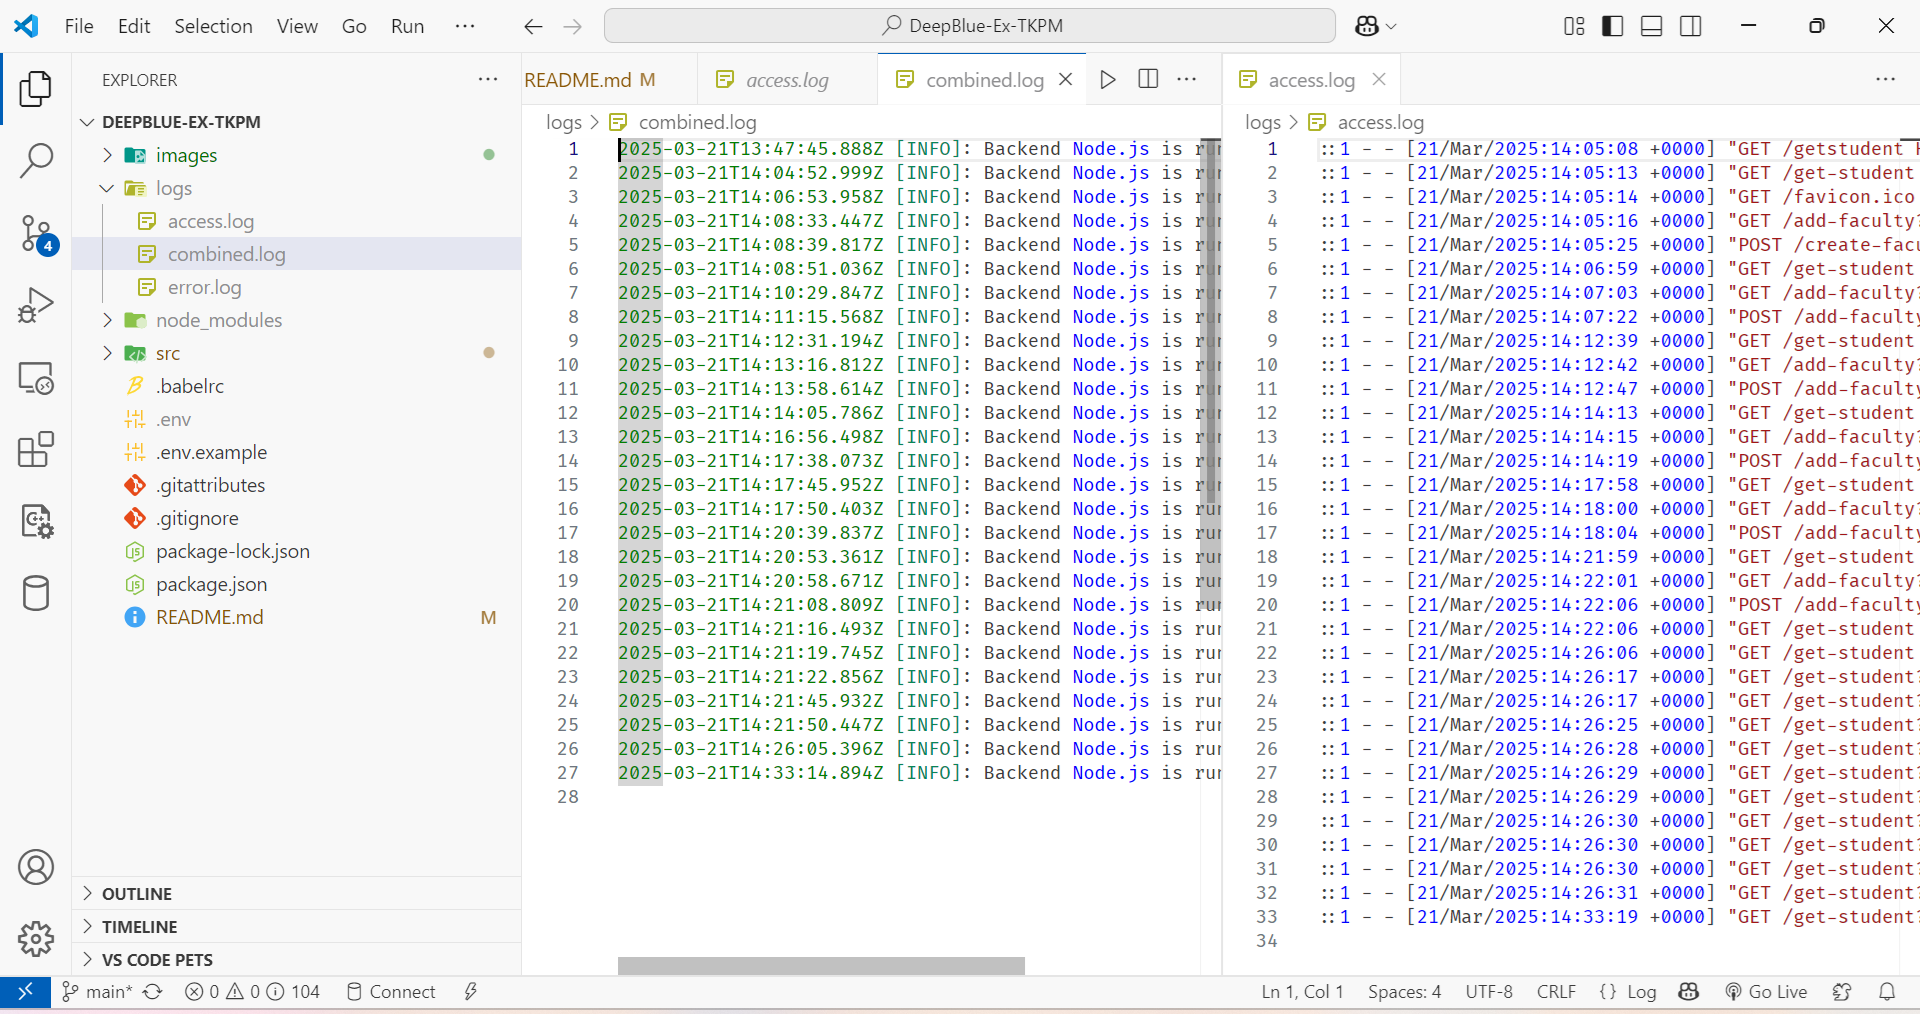 File Edit Selection View Go Run ···
DeepBlue-Ex-TKPM
EXPLORER
DEEPBLUE-EX-TKPM
images
logs
access.log
combined.log
error.log
node_modules
src
.babelrc
.env
.env.example
.gitattributes
.gitignore
package-lock.json
package.json
README.md M
OUTLINE
TIMELINE
VS CODE PETS
4
README.md M
access.log
combined.log
logs > combined.log
1 2025-03-21T13:47:45.888Z [INFO]: Backend Node.js is run
2 2025-03-21T14:04:52.999Z [INFO]: Backend Node.js is run
3 2025-03-21T14:06:53.958Z [INFO]: Backend Node.js is run
4 2025-03-21T14:08:33.447Z [INFO]: Backend Node.js is run
5 2025-03-21T14:08:39.817Z [INFO]: Backend Node.js is run
6 2025-03-21T14:08:51.036Z [INFO]: Backend Node.js is run
7 2025-03-21T14:10:29.847Z [INFO]: Backend Node.js is run
8 2025-03-21T14:11:15.568Z [INFO]: Backend Node.js is run
9 2025-03-21T14:12:31.194Z [INFO]: Backend Node.js is run
10 2025-03-21T14:13:16.812Z [INFO]: Backend Node.js is run
11 2025-03-21T14:13:58.614Z [INFO]: Backend Node.js is run
12 2025-03-21T14:14:05.786Z [INFO]: Backend Node.js is run
13 2025-03-21T14:16:56.498Z [INFO]: Backend Node.js is run
14 2025-03-21T14:17:38.073Z [INFO]: Backend Node.js is run
15 2025-03-21T14:17:45.952Z [INFO]: Backend Node.js is run
16 2025-03-21T14:17:50.403Z [INFO]: Backend Node.js is run
17 2025-03-21T14:20:39.837Z [INFO]: Backend Node.js is run
18 2025-03-21T14:20:53.361Z [INFO]: Backend Node.js is run
19 2025-03-21T14:20:58.671Z [INFO]: Backend Node.js is run
20 2025-03-21T14:21:08.809Z [INFO]: Backend Node.js is run
21 2025-03-21T14:21:16.493Z [INFO]: Backend Node.js is run
22 2025-03-21T14:21:19.745Z [INFO]: Backend Node.js is run
23 2025-03-21T14:21:22.856Z [INFO]: Backend Node.js is run
24 2025-03-21T14:21:45.932Z [INFO]: Backend Node.js is run
25 2025-03-21T14:21:50.447Z [INFO]: Backend Node.js is run
26 2025-03-21T14:26:05.396Z [INFO]: Backend Node.js is run
27 2025-03-21T14:33:14.894Z [INFO]: Backend Node.js is run
28
access.log
logs > access.log
1 ::1 - - [21/Mar/2025:14:05:08 +0000] "GET /getstudent
2 ::1 - - [21/Mar/2025:14:05:13 +0000] "GET /get-student
3 ::1 - - [21/Mar/2025:14:05:14 +0000] "GET /favicon.ico
4 ::1 - - [21/Mar/2025:14:05:16 +0000] "GET /add-faculty?
5 ::1 - - [21/Mar/2025:14:05:25 +0000] "POST /create-facu
6 ::1 - - [21/Mar/2025:14:06:59 +0000] "GET /get-student
7 ::1 - - [21/Mar/2025:14:07:03 +0000] "GET /add-faculty?
8 ::1 - - [21/Mar/2025:14:07:22 +0000] "POST /add-faculty
9 ::1 - - [21/Mar/2025:14:12:39 +0000] "GET /get-student
10 ::1 - - [21/Mar/2025:14:12:42 +0000] "GET /add-faculty?
11 ::1 - - [21/Mar/2025:14:12:47 +0000] "POST /add-faculty
12 ::1 - - [21/Mar/2025:14:14:13 +0000] "GET /get-student
13 ::1 - - [21/Mar/2025:14:14:15 +0000] "GET /add-faculty?
14 ::1 - - [21/Mar/2025:14:14:19 +0000] "POST /add-faculty
15 ::1 - - [21/Mar/2025:14:17:58 +0000] "GET /get-student
16 ::1 - - [21/Mar/2025:14:18:00 +0000] "GET /add-faculty?
17 ::1 - - [21/Mar/2025:14:18:04 +0000] "POST /add-faculty
18 ::1 - - [21/Mar/2025:14:21:59 +0000] "GET /get-student
19 ::1 - - [21/Mar/2025:14:22:01 +0000] "GET /add-faculty?
20 ::1 - - [21/Mar/2025:14:22:06 +0000] "POST /add-faculty
21 ::1 - - [21/Mar/2025:14:22:06 +0000] "GET /get-student
22 ::1 - - [21/Mar/2025:14:26:06 +0000] "GET /get-student
23 ::1 - - [21/Mar/2025:14:26:17 +0000] "GET /get-student?
24 ::1 - - [21/Mar/2025:14:26:17 +0000] "GET /get-student?
25 ::1 - - [21/Mar/2025:14:26:25 +0000] "GET /get-student?
26 ::1 - - [21/Mar/2025:14:26:28 +0000] "GET /get-student?
27 ::1 - - [21/Mar/2025:14:26:29 +0000] "GET /get-student?
28 ::1 - - [21/Mar/2025:14:26:29 +0000] "GET /get-student?
29 ::1 - - [21/Mar/2025:14:26:30 +0000] "GET /get-student?
30 ::1 - - [21/Mar/2025:14:26:30 +0000] "GET /get-student?
31 ::1 - - [21/Mar/2025:14:26:30 +0000] "GET /get-student?
32 ::1 - - [21/Mar/2025:14:26:31 +0000] "GET /get-student?
33 ::1 - - [21/Mar/2025:14:33:19 +0000] "GET /get-student?
34
main* 0 0 104 Connect Ln 1, Col 1 Spaces: 4 UTF-8 CRLF {} Log Go Live